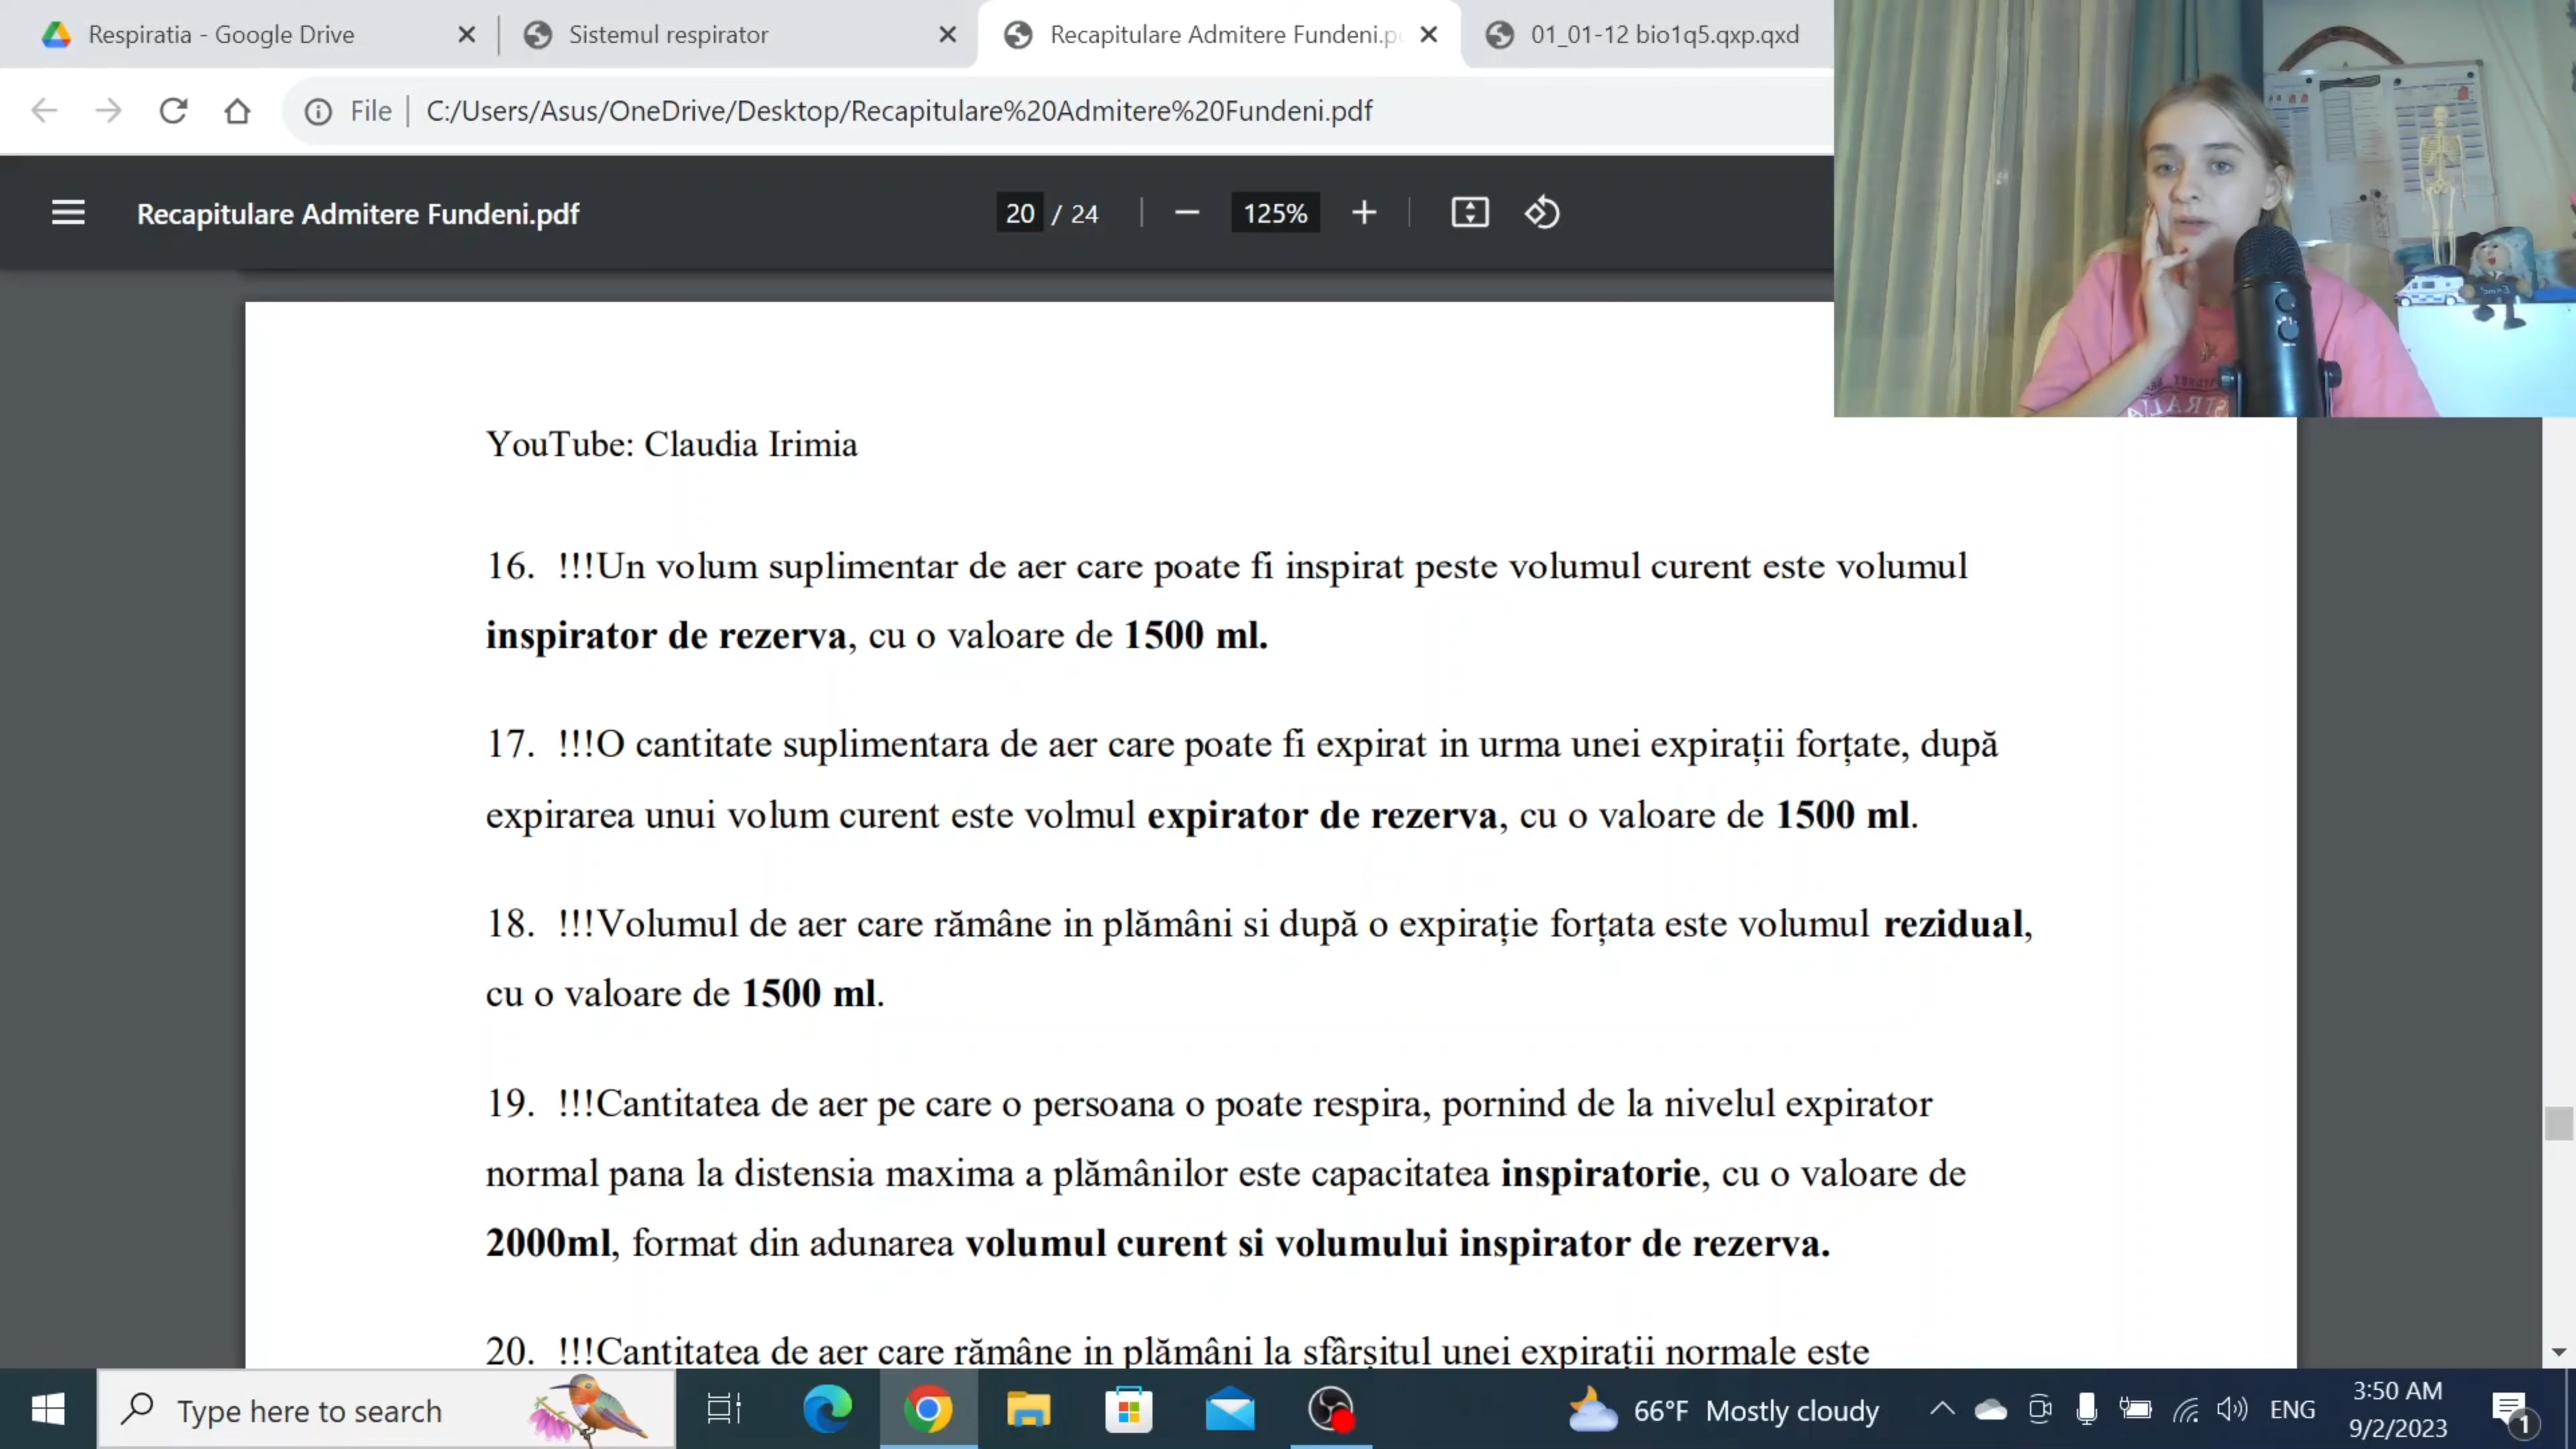 Respiratia - Google Drive
Sistemul respirator
Recapitulare Admitere Fundeni.p
01_01-12 bio1q5.qxp.qxd
File
C:/Users/Asus/OneDrive/Desktop/Recapitulare%20Admitere%20Fundeni.pdf
Recapitulare Admitere Fundeni.pdf
20 / 24
125%
YouTube: Claudia Irimia
16. !!!Un volum suplimentar de aer care poate fi inspirat peste volumul curent este volumul
inspirator de rezerva, cu o valoare de 1500 ml.
17. !!!O cantitate suplimentara de aer care poate fi expirat in urma unei expirații forțate, după
expirarea unui volum curent este volmul expirator de rezerva, cu o valoare de 1500 ml.
18. !!!Volumul de aer care rămâne in plămâni si după o expirație forțata este volumul rezidual,
cu o valoare de 1500 ml.
19. !!!Cantitatea de aer pe care o persoana o poate respira, pornind de la nivelul expirator
normal pana la distensia maxima a plămânilor este capacitatea inspiratorie, cu o valoare de
2000ml, format din adunarea volumul curent si volumului inspirator de rezerva.
20. !!!Cantitatea de aer care rămâne in plămâni la sfârșitul unei expirații normale este
Type here to search
66°F Mostly cloudy
ENG
3:50 AM
9/2/2023
1